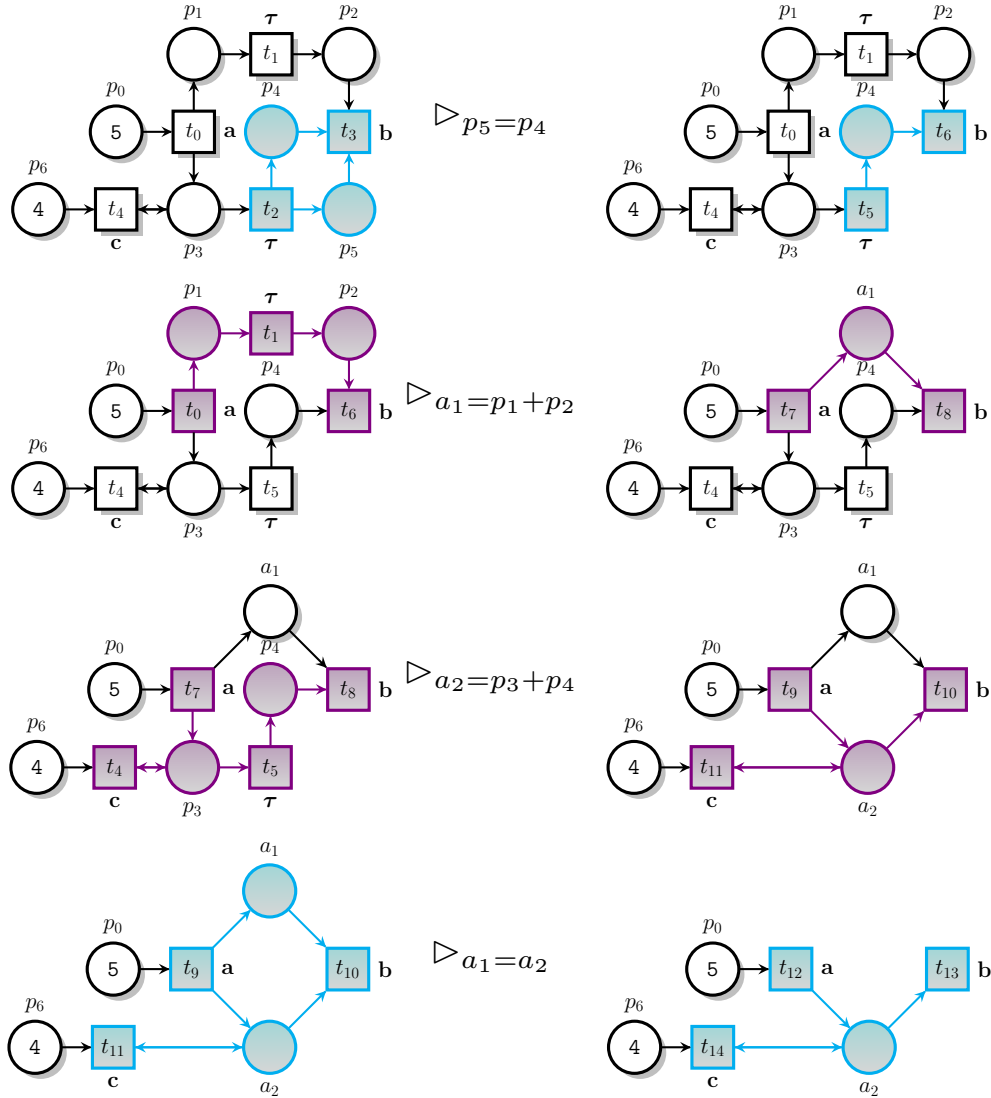 τ τ
p₁ p₂ p₁ p₂
t₁ t₁
p₀ p₄ p₀ p₄
5 t₀ a t₃ b ▷p₅=p₄ 5 t₀ a t₆ b
p₆ p₆
4 t₄ t₂ 4 t₄ t₅
c p₃ τ p₅ c p₃ τ
p₁ τ p₂ a₁
t₁
p₀ p₄ p₀ p₄
5 t₀ a t₆ b ▷a₁=p₁+p₂ 5 t₇ a t₈ b
p₆ p₆
4 t₄ t₅ 4 t₄ t₅
c p₃ τ c p₃ τ
a₁ a₁
p₀ p₄ p₀
5 t₇ a t₈ b ▷a₂=p₃+p₄ 5 t₉ a t₁₀ b
p₆ p₆
4 t₄ t₅ 4 t₁₁
c p₃ τ c a₂
a₁
p₀ p₀
5 t₉ a t₁₀ b ▷a₁=a₂ 5 t₁₂ a t₁₃ b
p₆ p₆
4 t₁₁ 4 t₁₄
c a₂ c a₂